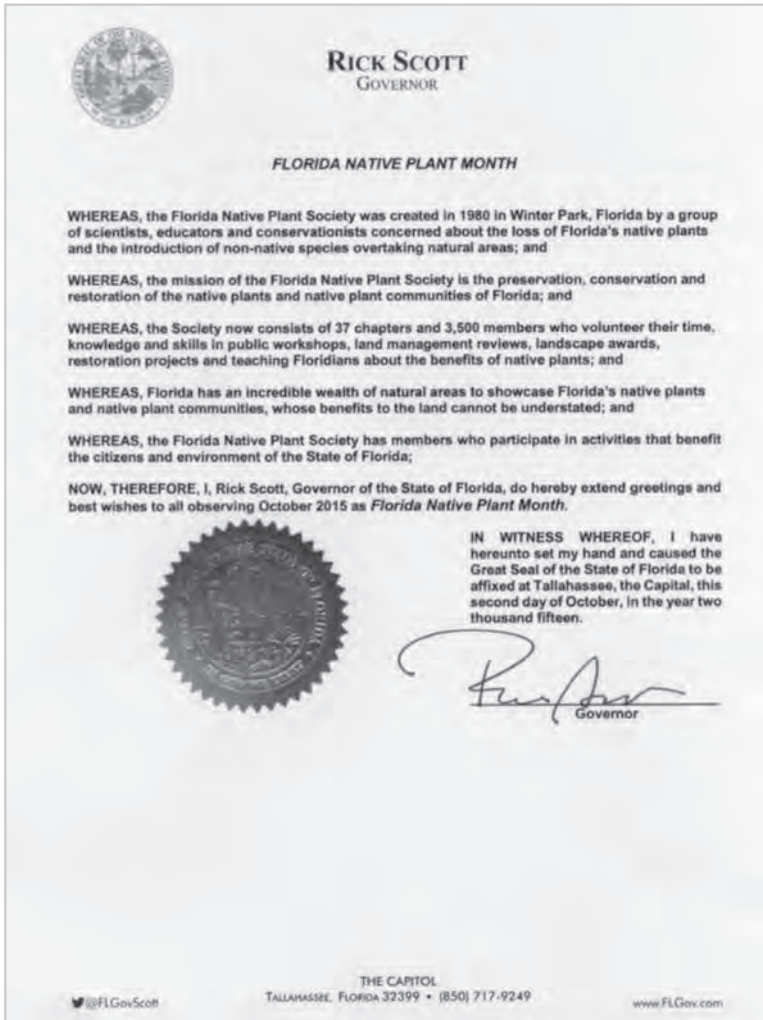 RICK SCOTT
GOVERNOR
FLORIDA NATIVE PLANT MONTH
WHEREAS, the Florida Native Plant Society was created in 1980 in Winter Park, Florida by a group
of scientists, educators and conservationists concerned about the loss of Florida's native plants
and the introduction of non-native species overtaking natural areas; and
WHEREAS, the mission of the Florida Native Plant Society is the preservation, conservation and
restoration of the native plants and native plant communities of Florida; and
WHEREAS, the Society now consists of 37 chapters and 3,500 members who volunteer their time,
knowledge and skills in public workshops, land management reviews, landscape awards,
restoration projects and teaching Floridians about the benefits of native plants; and
WHEREAS, Florida has an incredible wealth of natural areas to showcase Florida's native plants
and native plant communities, whose benefits to the land cannot be understated; and
WHEREAS, the Florida Native Plant Society has members who participate in activities that benefit
the citizens and environment of the State of Florida;
NOW, THEREFORE, I, Rick Scott, Governor of the State of Florida, do hereby extend greetings and
best wishes to all observing October 2015 as Florida Native Plant Month.
IN WITNESS WHEREOF, I have
hereunto set my hand and caused the
Great Seal of the State of Florida to be
affixed at Tallahassee, the Capital, this
second day of October, in the year two
thousand fifteen.
Governor
THE CAPITOL
TALLAHASSEE, FLORIDA 32399 • (850) 717-9249
@FLGovScott
www.FLGov.com